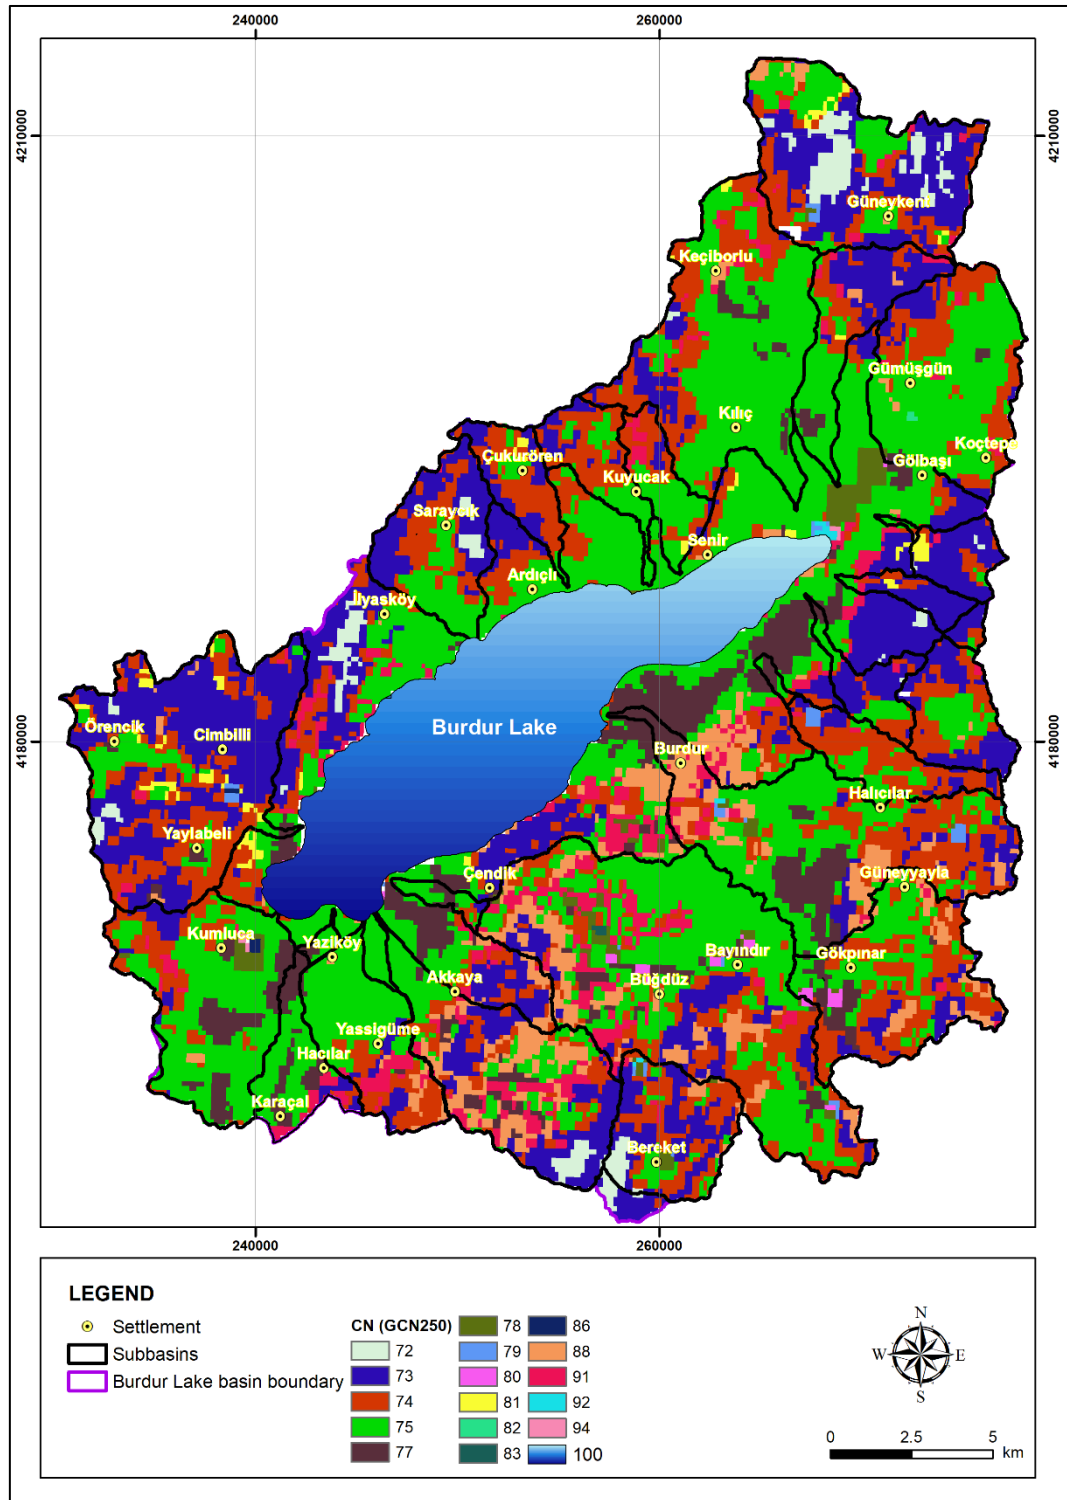 240000 260000
4210000 4210000
Güneykent
Keçiborlu
Gümüşgün
Kılıç
Koçtepe
Çukurören
Gölbaşı
Kuyucak
Saraycık
Senir
Ardıçlı
İlyasköy
Örencik
Burdur Lake
Cimbilli
4180000 4180000
Burdur
Halıcılar
Yaylabeli
Çendik
Güneyyayla
Kumluca
Yaziköy
Bayındır
Gökpınar
Akkaya
Büğdüz
Yassigüme
Hacılar
Karaçal
Bereket
240000 260000
LEGEND
Settlement
Subbasins
Burdur Lake basin boundary
CN (GCN250)
72
73
74
75
77
78
79
80
81
82
83
86
88
91
92
94
100
N
W E
S
0 2.5 5
km